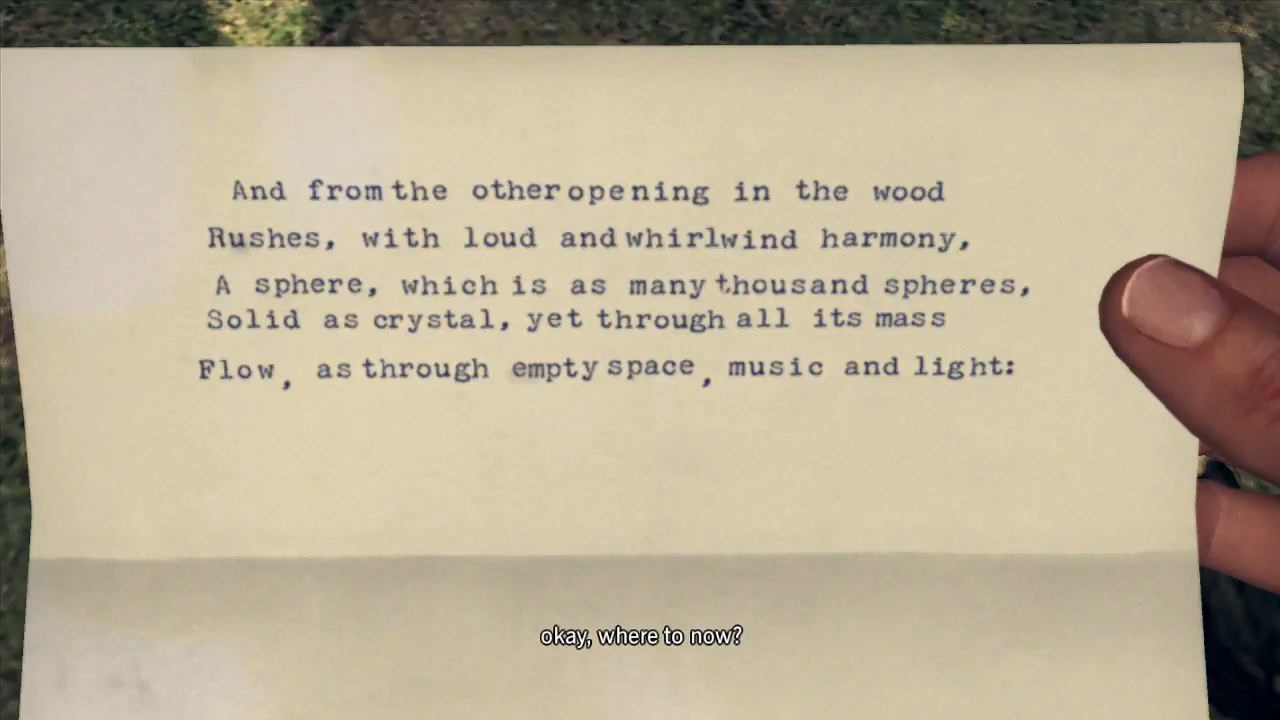 And from the other opening in the wood
Rushes, with loud and whirlwind harmony,
A sphere, which is as many thousand spheres,
Solid as crystal, yet through all its mass
Flow, as through empty space, music and light:
okay, where to now?